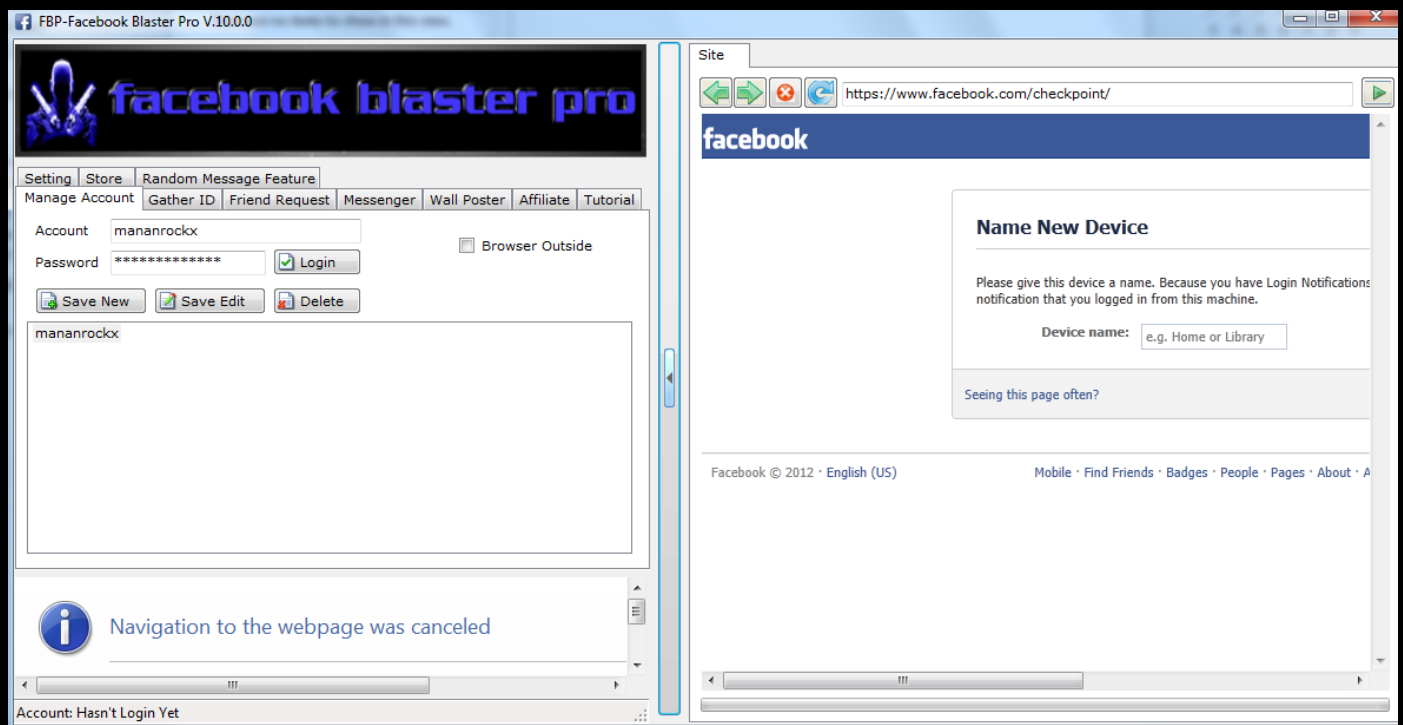 FBP-Facebook Blaster Pro V.10.0.0
facebook blaster pro
Setting Store Random Message Feature
Manage Account Gather ID Friend Request Messenger Wall Poster Affiliate Tutorial
Account mananrockx
Browser Outside
Password ************* Login
Save New Save Edit Delete
mananrockx
Navigation to the webpage was canceled
Account: Hasn't Login Yet
Site
https://www.facebook.com/checkpoint/
facebook
Name New Device
Please give this device a name. Because you have Login Notifications
notification that you logged in from this machine.
Device name: e.g. Home or Library
Seeing this page often?
Facebook © 2012 · English (US) Mobile · Find Friends · Badges · People · Pages · About · A